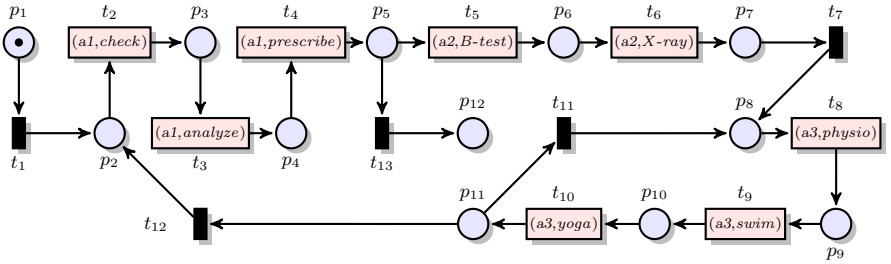 p1 t2 p3 t4 p5 t5 p6 t6 p7 t7
(a1,check) (a1,prescribe) (a2,B-test) (a2,X-ray)
p12 t11 p8 t8
(a1,analyze) (a3,physio)
t1 p2 t3 p4 t13
p11 t10 p10 t9
t12 (a3,yoga) (a3,swim)
p9